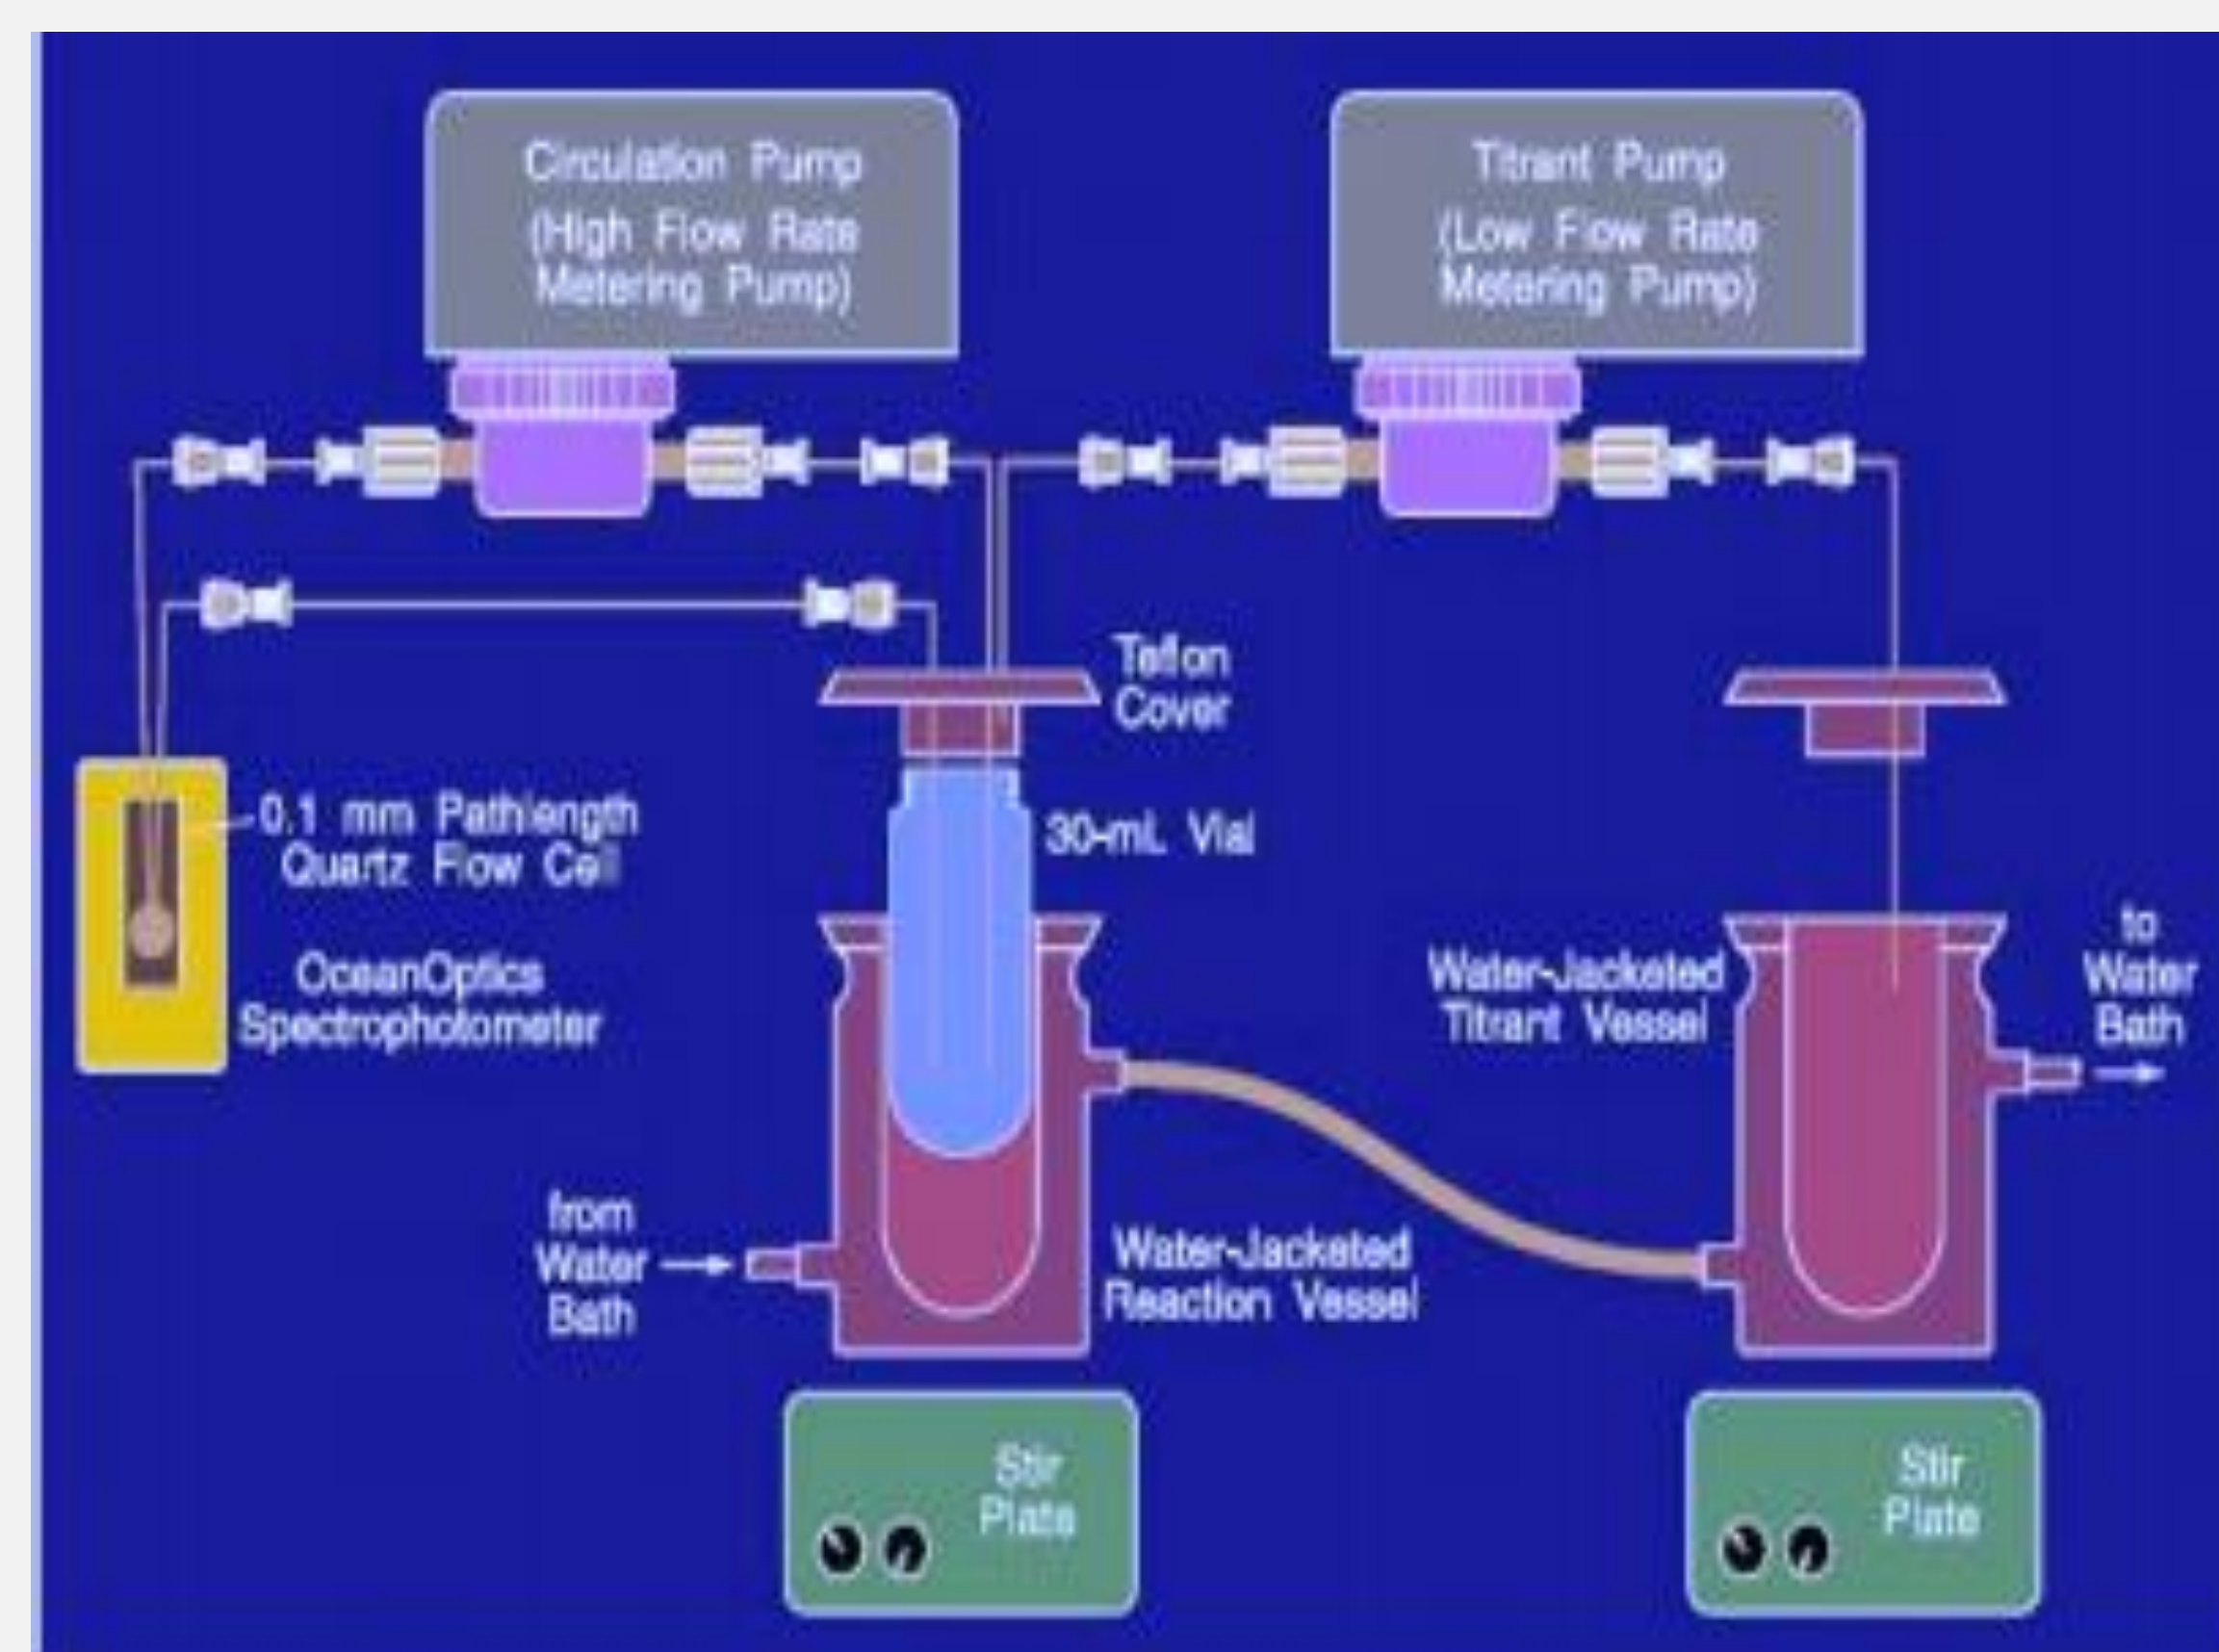 Circulation Pump
(High Flow Rate
Metering Pump)
Titrant Pump
(Low Flow Rate
Metering Pump)
Teflon
Cover
0.1 mm Pathlength
Quartz Flow Cell
30-mL Vial
OceanOptics
Spectrophotometer
Water-Jacketed
Titrant Vessel
to
Water
Bath
from
Water
Bath
Water-Jacketed
Reaction Vessel
Stir
Plate
Stir
Plate